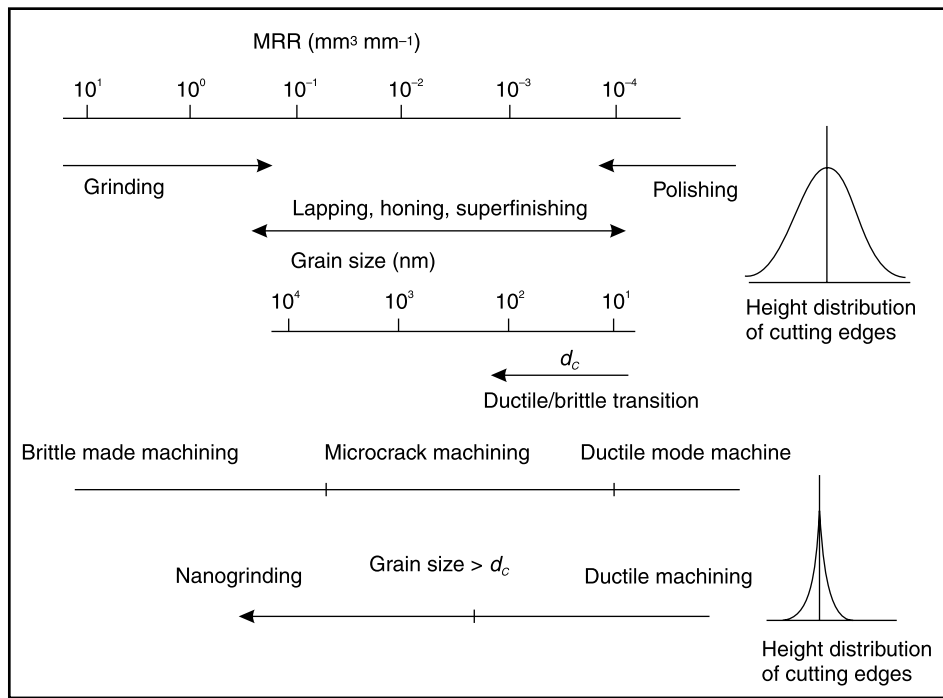 MRR (mm³ mm⁻¹)
10¹ 10⁰ 10⁻¹ 10⁻² 10⁻³ 10⁻⁴
Grinding
Polishing
Lapping, honing, superfinishing
Grain size (nm)
10⁴ 10³ 10² 10¹
Height distribution
of cutting edges
d꜀
Ductile/brittle transition
Brittle made machining Microcrack machining Ductile mode machine
Nanogrinding Grain size > d꜀ Ductile machining
Height distribution
of cutting edges